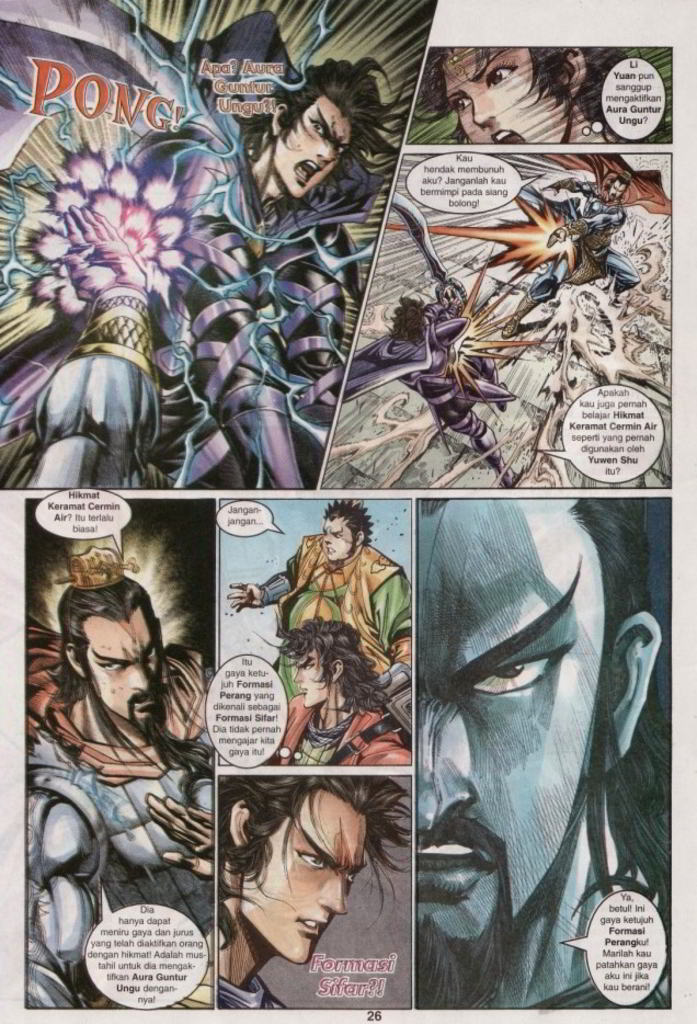 PONG!
Apa? Aura
Guntur
Ungu?!
Li
Yuan pun
sanggup
mengaktifkan
Aura Guntur
Ungu?
Kau
hendak membunuh
aku? Janganlah kau
bermimpi pada siang
bolong!
Apakah
kau juga pernah
belajar Hikmat
Keramat Cermin Air
seperti yang pernah
digunakan oleh
Yuwen Shu
itu?
Hikmat
Keramat Cermin
Air? Itu terlalu
biasa!
Dia
hanya dapat
meniru gaya dan jurus
yang telah diaktifkan orang
dengan hikmat! Adalah mus-
tahil untuk dia mengak-
tifkan Aura Guntur
Ungu dengan-
nya!
Jangan-
jangan...
Itu
gaya ketu-
juh Formasi
Perang yang
dikenali sebagai
Formasi Sifar!
Dia tidak pernah
mengajar kita
gaya itu!
Formasi
Sifar?!
Ya,
betul! Ini
gaya ketujuh
Formasi
Perangku!
Marilah kau
patahkan gaya
aku ini jika
kau berani!
26